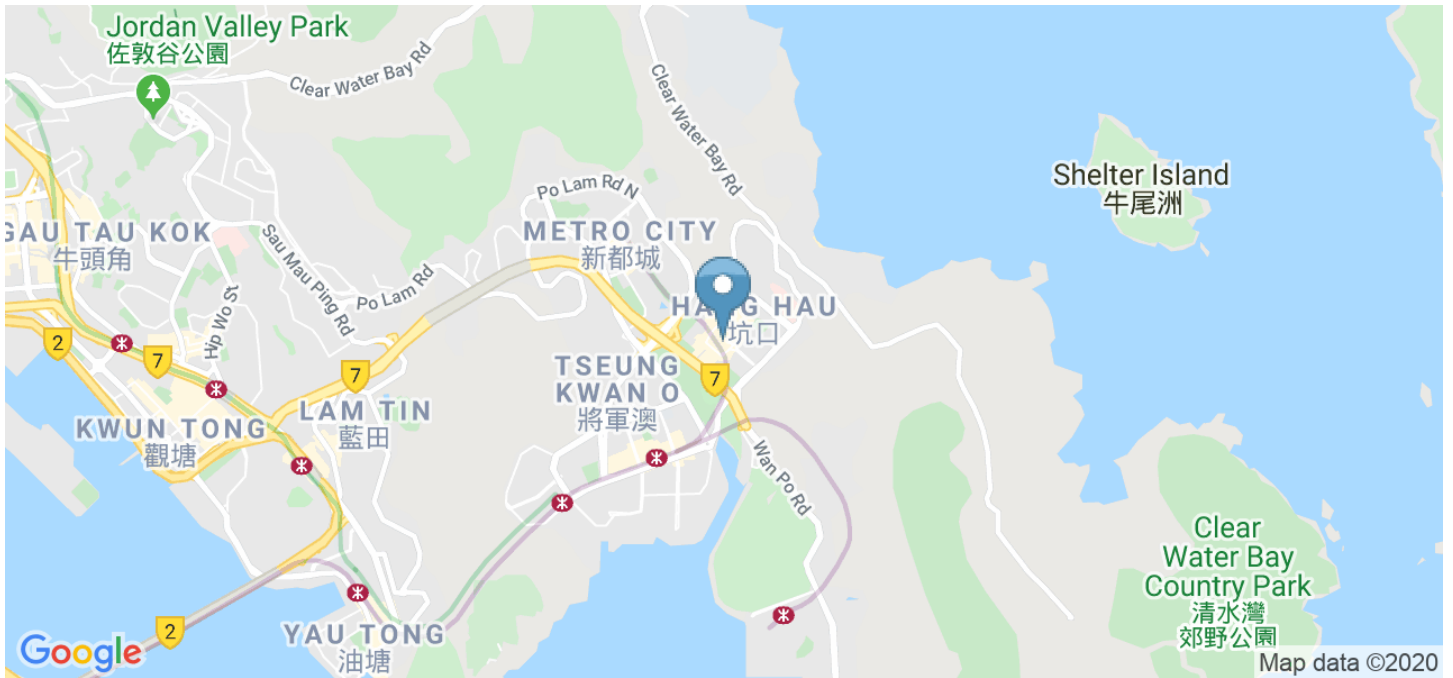 Jordan Valley Park
佐敦谷公園
Clear Water Bay Rd
Clear Water Bay Rd
Shelter Island
牛尾洲
Po Lam Rd N
GAU TAU KOK
牛頭角
METRO CITY
新都城
Sau Mau Ping Rd
Po Lam Rd
Hip Wo St
HANG HAU
坑口
2
7
7
7
TSEUNG
KWAN O
將軍澳
LAM TIN
藍田
KWUN TONG
觀塘
Wan Po Rd
Clear
Water Bay
Country Park
清水灣
郊野公園
2
YAU TONG
油塘
Google
Map data ©2020